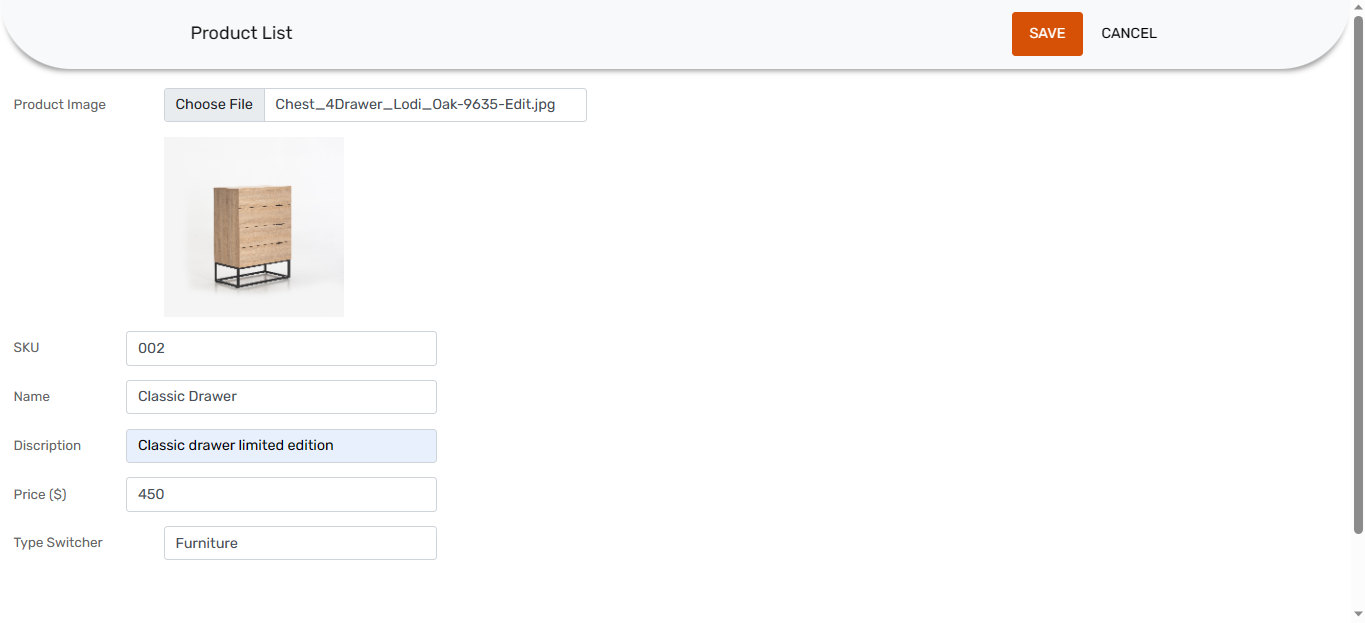 Product List SAVE CANCEL
Product Image Choose File Chest_4Drawer_Lodi_Oak-9635-Edit.jpg
SKU 002
Name Classic Drawer
Discription Classic drawer limited edition
Price ($) 450
Type Switcher Furniture